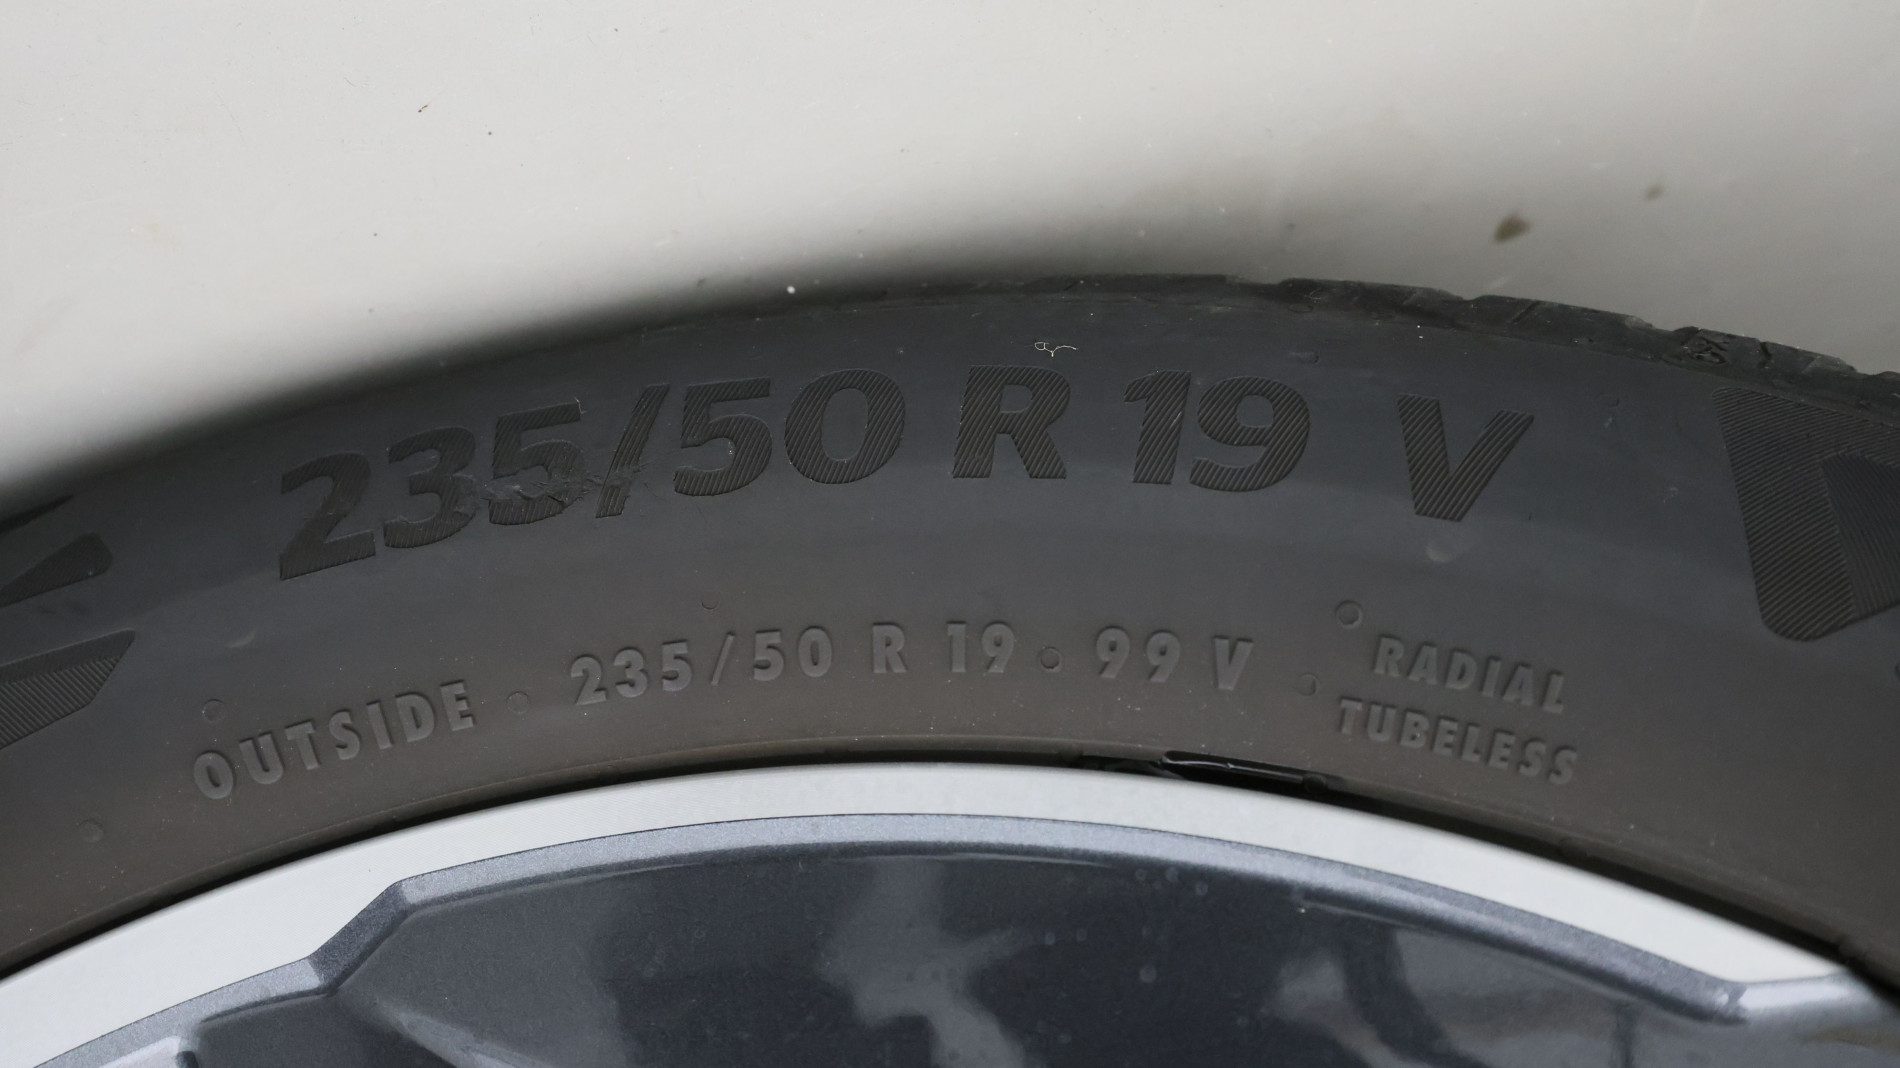 235/50 R 19 V
OUTSIDE 235/50 R 19 · 99 V
RADIAL
TUBELESS